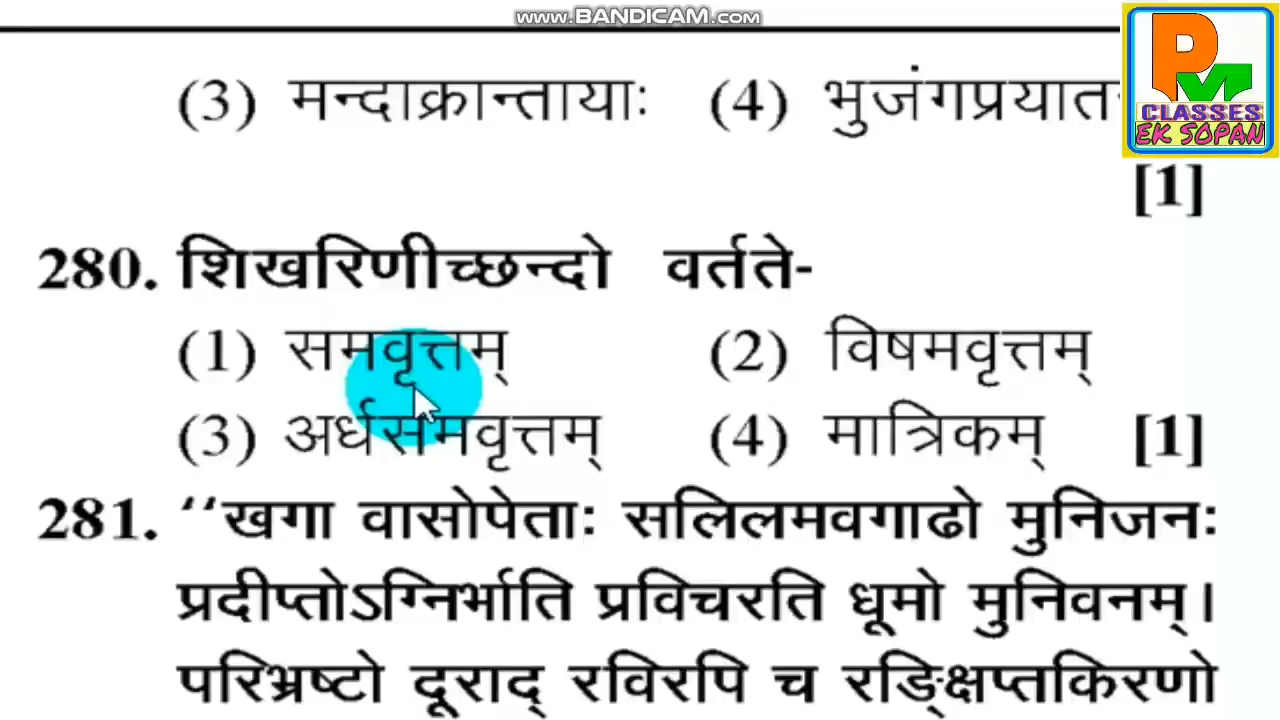 www.BANDICAM.com
PM
CLASSES
EK SOPAN
(3) मन्दाक्रान्तायाः (4)
[1]
280. शिखरिणीच्छन्दो वर्तते-
(1) समवृत्तम् (2) विषमवृत्तम्
(3) अर्धसमवृत्तम् (4) मात्रिकम् [1]
281. ‘‘खगा वासोपेताः सलिलमवगाढो मुनिजनः
प्रदीप्तोऽग्निर्भाति प्रविचरति धूमो मुनिवनम्।
परिभ्रष्टो दूराद् रविरपि च रङ्क्षिप्तकिरणो